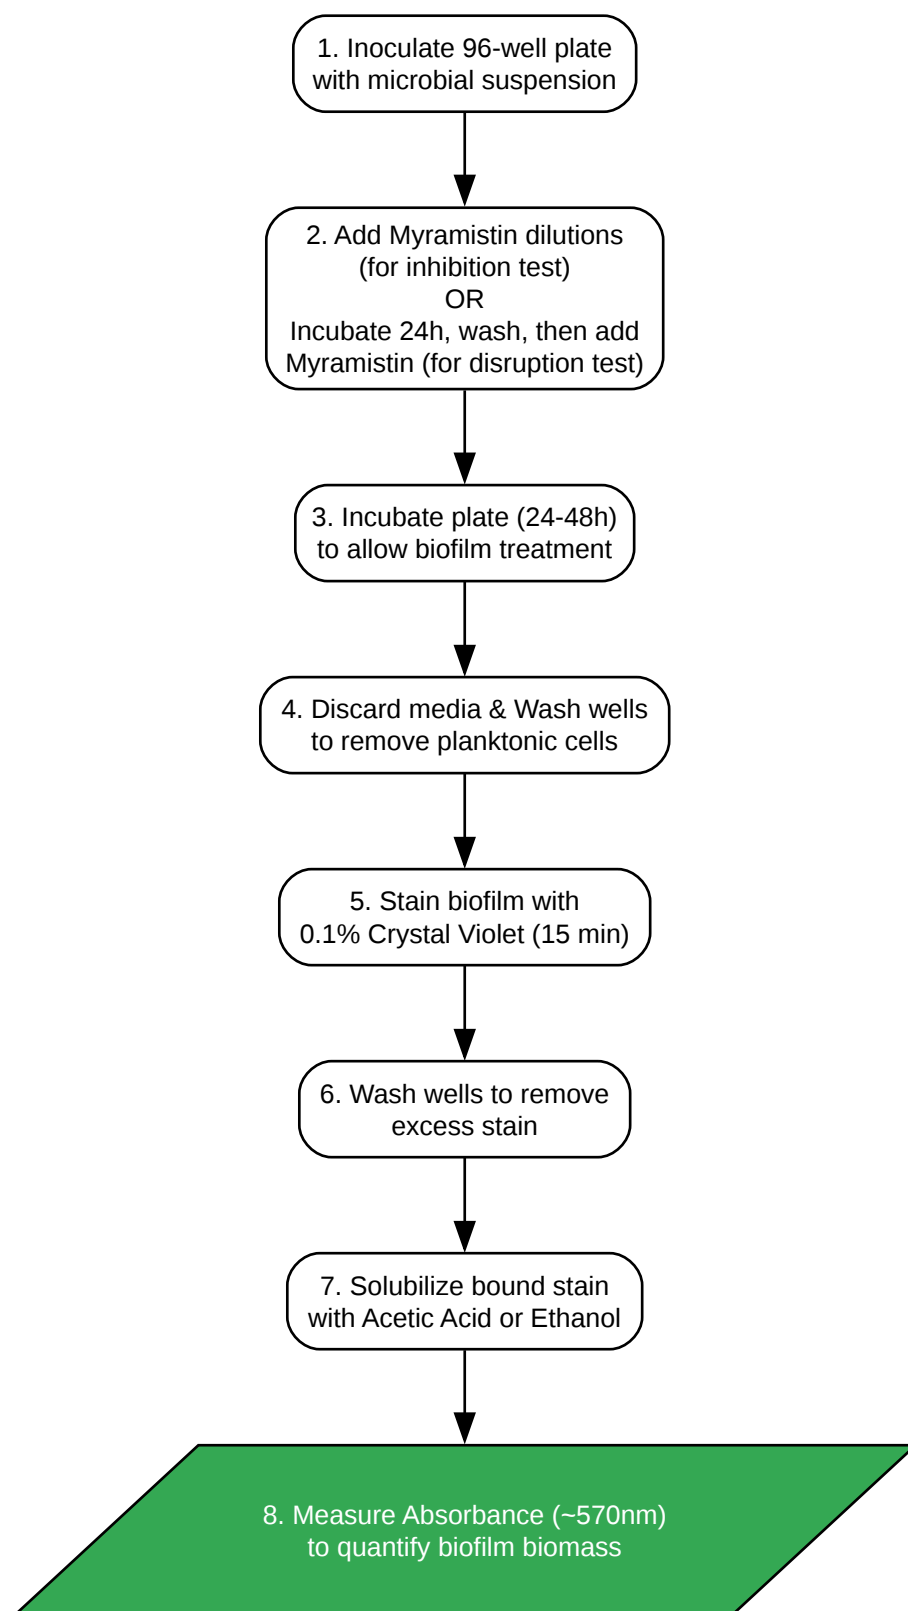 1. Inoculate 96-well plate
with microbial suspension
2. Add Myramistin dilutions
(for inhibition test)
OR
Incubate 24h, wash, then add
Myramistin (for disruption test)
3. Incubate plate (24-48h)
to allow biofilm treatment
4. Discard media & Wash wells
to remove planktonic cells
5. Stain biofilm with
0.1% Crystal Violet (15 min)
6. Wash wells to remove
excess stain
7. Solubilize bound stain
with Acetic Acid or Ethanol
8. Measure Absorbance (~570nm)
to quantify biofilm biomass